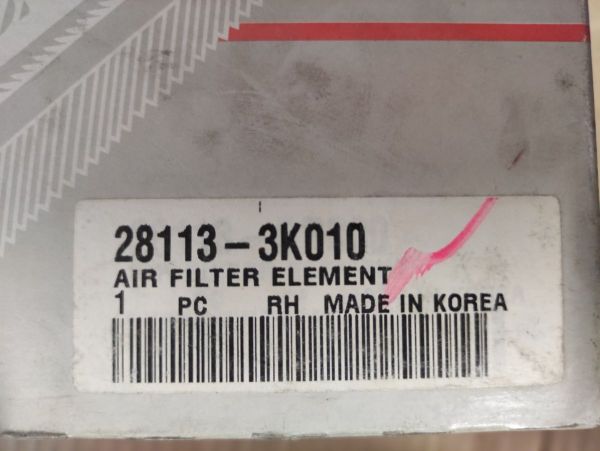 28113-3K010
AIR FILTER ELEMENT
1 PC RH MADE IN KOREA